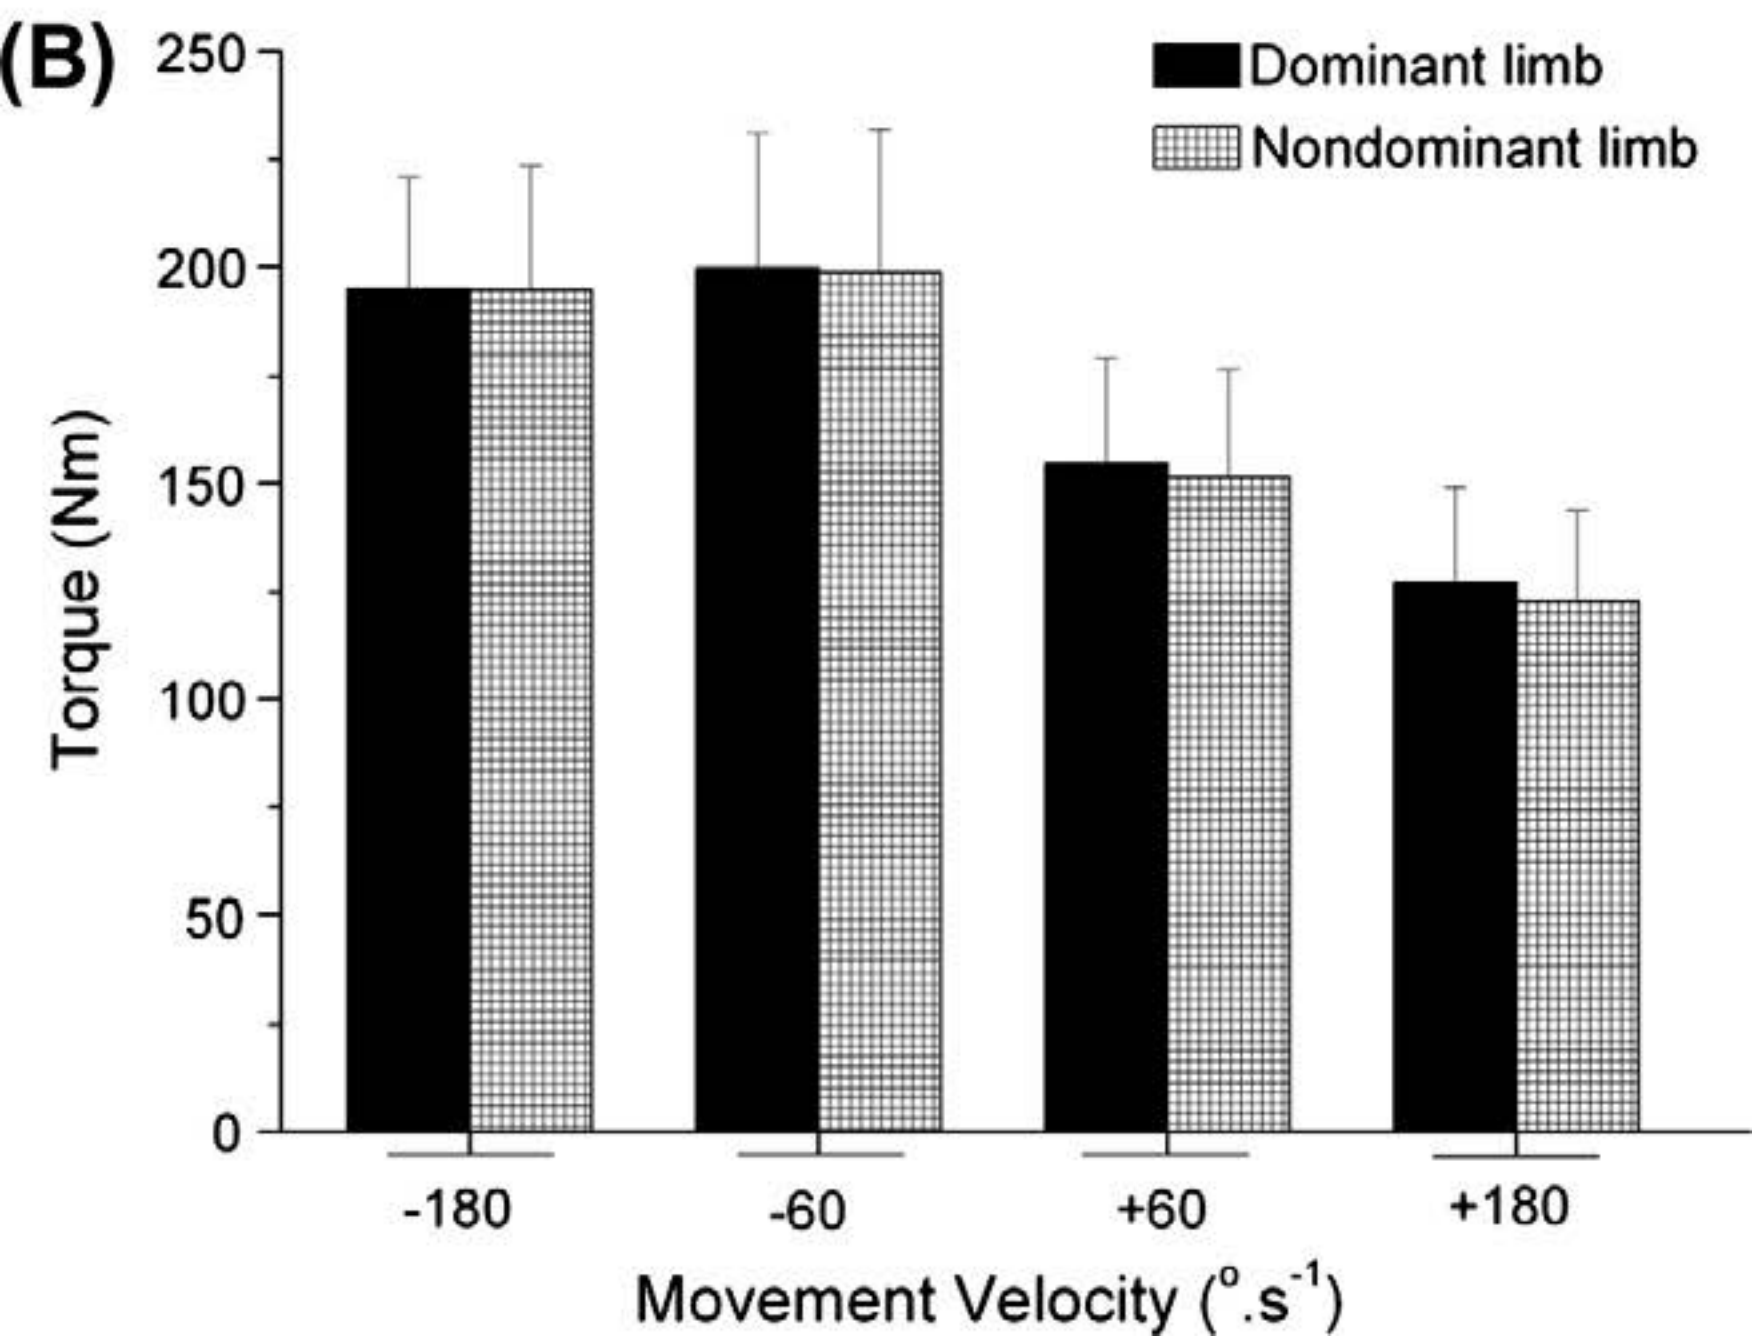 (B)
250
200
150
100
50
0
Torque (Nm)
Dominant limb
Nondominant limb
-180
-60
+60
+180
Movement Velocity (º.s⁻¹)